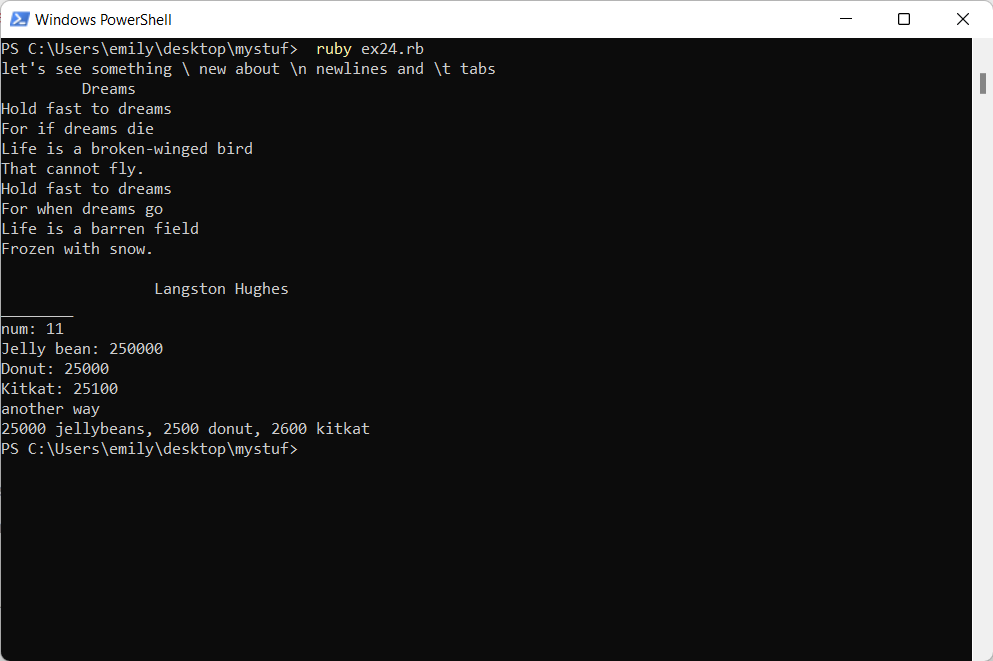 Windows PowerShell
PS C:\Users\emily\desktop\mystuf>  ruby ex24.rb
let's see something \ new about \n newlines and \t tabs
         Dreams
Hold fast to dreams
For if dreams die
Life is a broken-winged bird
That cannot fly.
Hold fast to dreams
For when dreams go
Life is a barren field
Frozen with snow.

                 Langston Hughes
________
num: 11
Jelly bean: 250000
Donut: 25000
Kitkat: 25100
another way
25000 jellybeans, 2500 donut, 2600 kitkat
PS C:\Users\emily\desktop\mystuf>